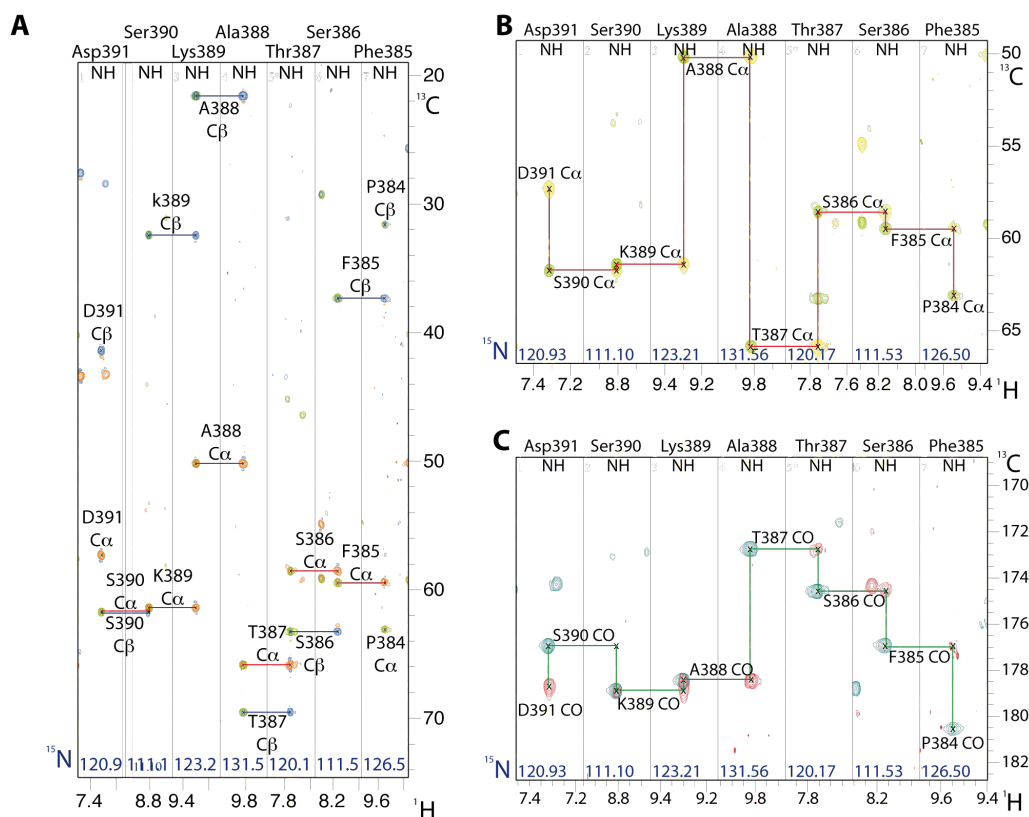 A
Ser390 Ala388 Ser386
Asp391 Lys389 Thr387 Phe385
NH NH NH NH NH NH NH
20
13C
A388
Cβ
30
k389
Cβ
P384
Cβ
F385
Cβ
D391
Cβ
40
A388
Cα
50
D391
Cα
S386
Cα
F385
Cα
S390
Cα
K389
Cα
60
S390
Cβ
T387
Cα
S386
Cβ
P384
Cα
70
T387
Cβ
15N
120.9 111.1 123.2 131.5 120.1 111.5 126.5
7.4 8.8 9.4 9.8 7.8 8.2 9.6 1H
B
Asp391 Ser390 Lys389 Ala388 Thr387 Ser386 Phe385
NH NH NH NH NH NH NH
50
13C
A388 Cα
55
D391 Cα
S386 Cα
60
F385 Cα
K389 Cα
S390 Cα
P384 Cα
65
T387 Cα
15N
120.93 111.10 123.21 131.56 120.17 111.53 126.50
7.4 7.2 8.8 9.4 9.2 9.8 7.8 7.6 8.2 8.0 9.6 9.4 1H
C
Asp391 Ser390 Lys389 Ala388 Thr387 Ser386 Phe385
NH NH NH NH NH NH NH
13C
170
172
T387 CO
174
S386 CO
176
S390 CO
F385 CO
178
A388 CO
K389 CO
D391 CO
180
P384 CO
182
15N
120.93 111.10 123.21 131.56 120.17 111.53 126.50
7.4 7.2 8.8 9.4 9.2 9.8 7.8 8.2 9.6 9.4 1H